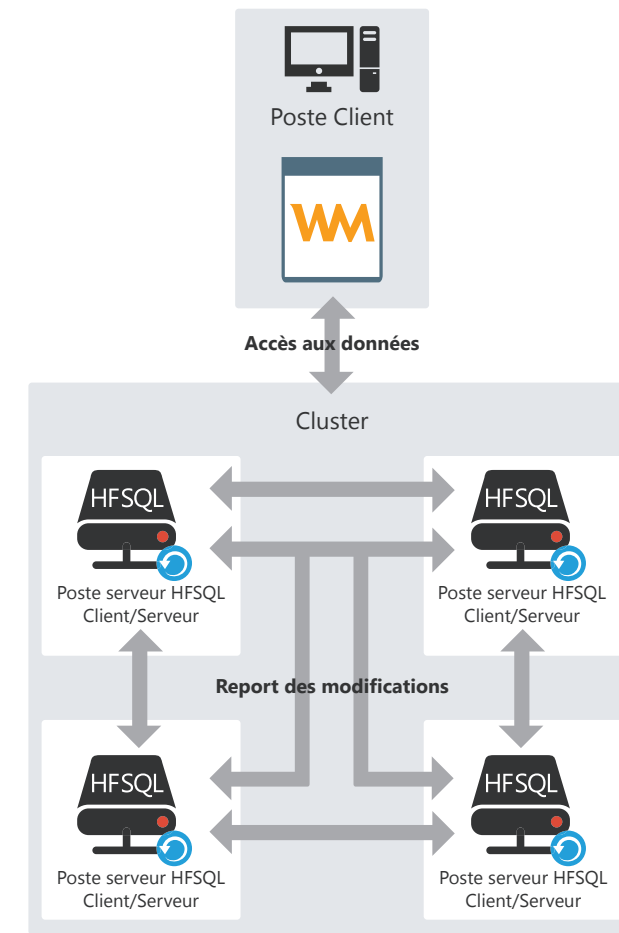 Poste Client
WM
Accès aux données
Cluster
HFSQL
HFSQL
Poste serveur HFSQL
Client/Serveur
Poste serveur HFSQL
Client/Serveur
Report des modifications
HFSQL
HFSQL
Poste serveur HFSQL
Client/Serveur
Poste serveur HFSQL
Client/Serveur